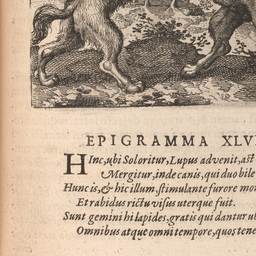 EPIGRAMMA XLV
HInc, ubi Sol oritur, Lupus advenit, ast
Mergitur, inde canis, qui duo bile
Hunc is, & hic illum, stimulante furore mo
Et rabidus rictu visus uterque fuit.
Sunt gemini hi lapides, gratis qui dantur ub
Omnibus atque omni tempore, quos tene